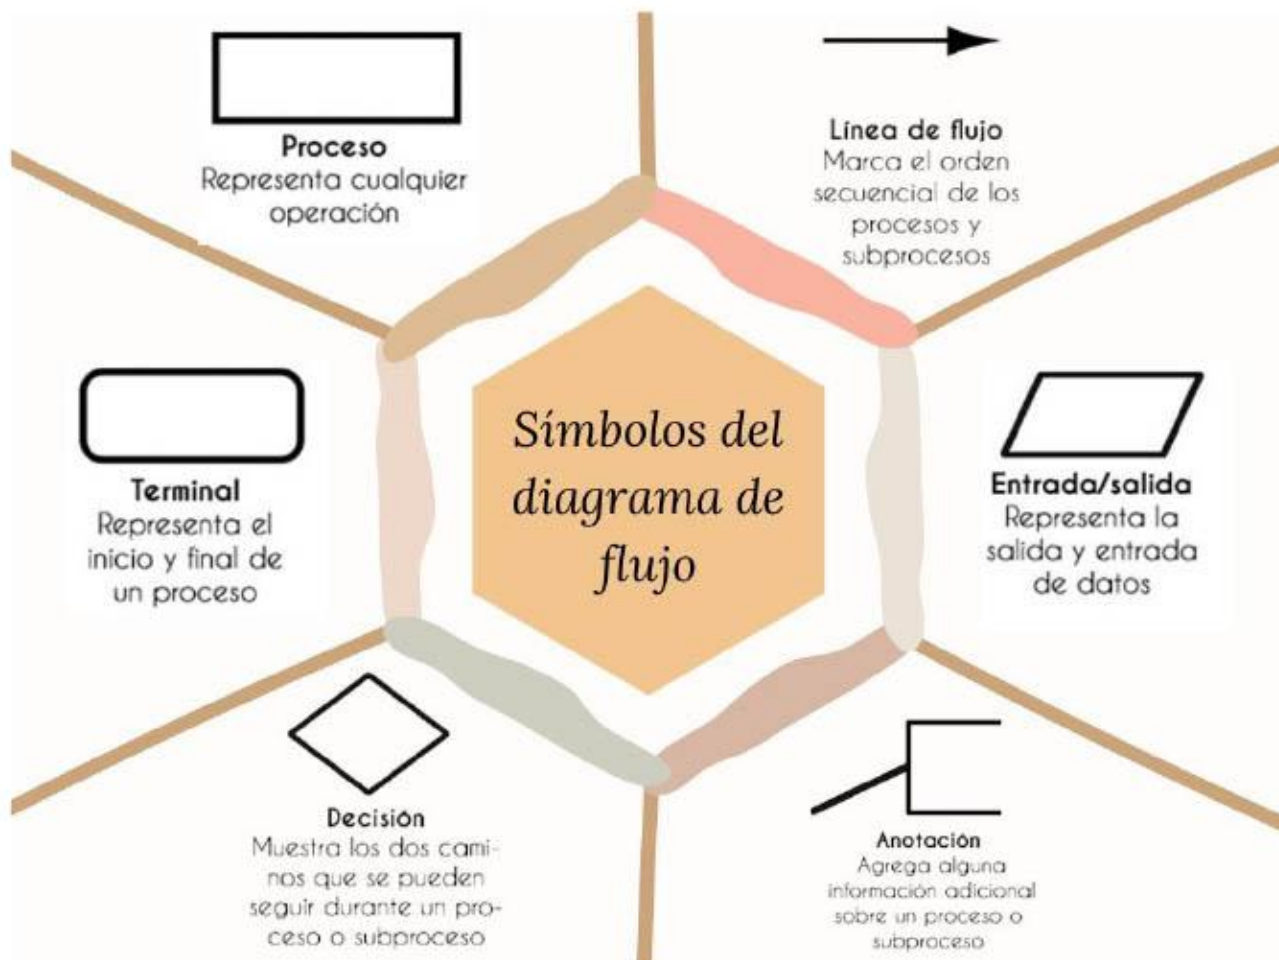 Proceso
Representa cualquier
operación
Línea de flujo
Marca el orden
secuencial de los
procesos y
subprocesos
Terminal
Representa el
inicio y final de
un proceso
Símbolos del
diagrama de
flujo
Entrada/salida
Representa la
salida y entrada
de datos
Decisión
Muestra los dos cami-
nos que se pueden
seguir durante un pro-
ceso o subproceso
Anotación
Agrega alguna
información adicional
sobre un proceso o
subproceso